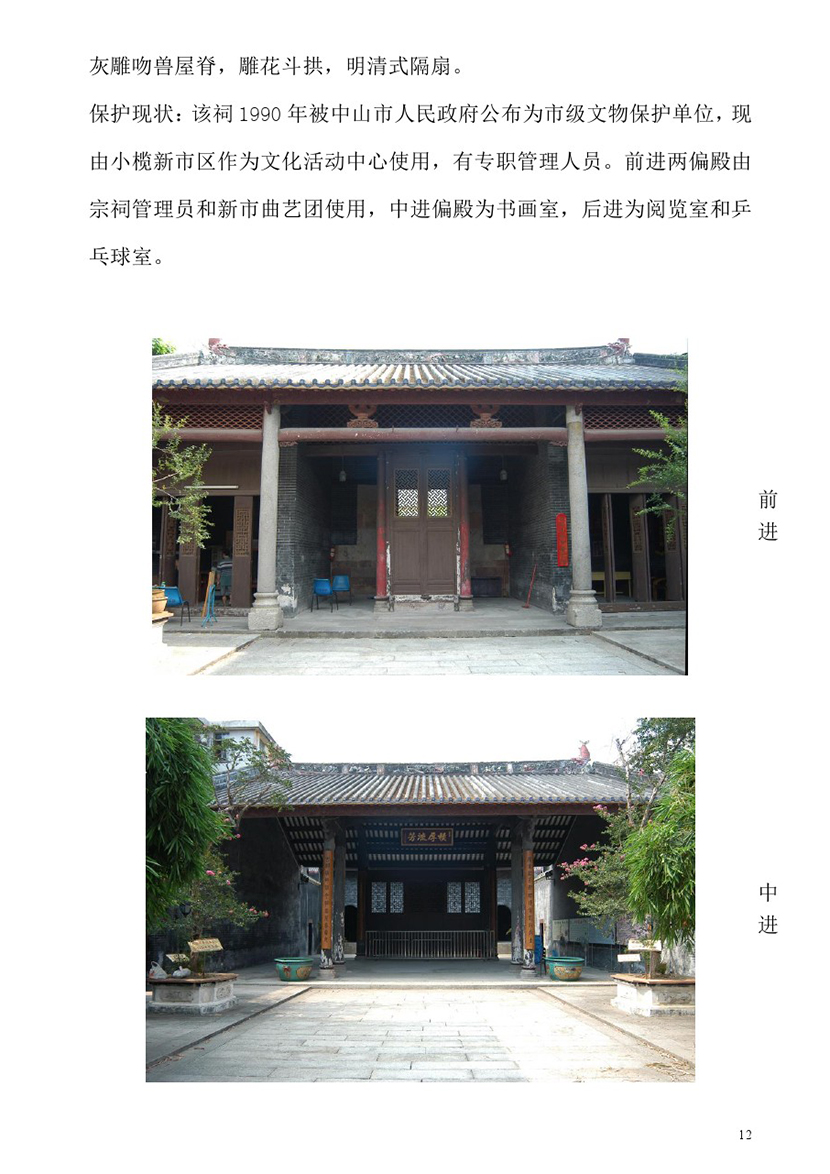 灰雕吻兽屋脊，雕花斗拱，明清式隔扇。
保护现状：该祠 1990 年被中山市人民政府公布为市级文物保护单位，现
由小榄新市区作为文化活动中心使用，有专职管理人员。前进两偏殿由
宗祠管理员和新市曲艺团使用，中进偏殿为书画室，后进为阅览室和乒
乓球室。
前
进
中
进
12